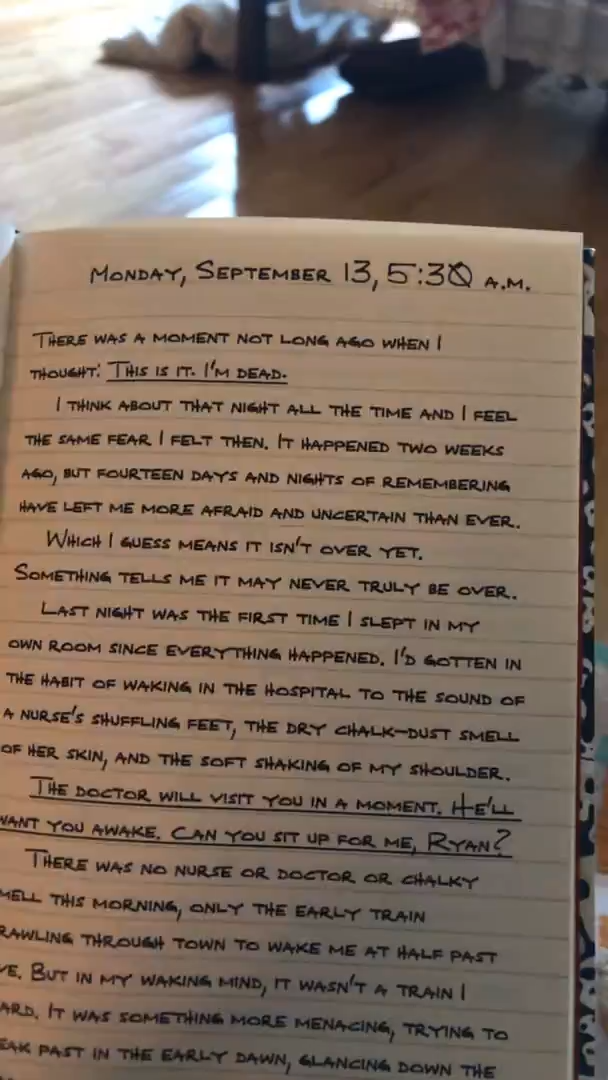 MONDAY, SEPTEMBER 13, 5:30 A.M.
THERE WAS A MOMENT NOT LONG AGO WHEN I
THOUGHT: THIS IS IT. I'M DEAD.
I THINK ABOUT THAT NIGHT ALL THE TIME AND I FEEL
THE SAME FEAR I FELT THEN. IT HAPPENED TWO WEEKS
AGO, BUT FOURTEEN DAYS AND NIGHTS OF REMEMBERING
HAVE LEFT ME MORE AFRAID AND UNCERTAIN THAN EVER.
WHICH I GUESS MEANS IT ISN'T OVER YET.
SOMETHING TELLS ME IT MAY NEVER TRULY BE OVER.
LAST NIGHT WAS THE FIRST TIME I SLEPT IN MY
OWN ROOM SINCE EVERYTHING HAPPENED. I'D GOTTEN IN
THE HABIT OF WAKING IN THE HOSPITAL TO THE SOUND OF
A NURSE'S SHUFFLING FEET, THE DRY CHALK-DUST SMELL
OF HER SKIN, AND THE SOFT SHAKING OF MY SHOULDER.
THE DOCTOR WILL VISIT YOU IN A MOMENT. HE'LL
WANT YOU AWAKE. CAN YOU SIT UP FOR ME, RYAN?
THERE WAS NO NURSE OR DOCTOR OR CHALKY
MELL THIS MORNING, ONLY THE EARLY TRAIN
RAWLING THROUGH TOWN TO WAKE ME AT HALF PAST
VE. BUT IN MY WAKING MIND, IT WASN'T A TRAIN I
ARD. IT WAS SOMETHING MORE MENACING, TRYING TO
EAK PAST IN THE EARLY DAWN, GLANCING DOWN THE